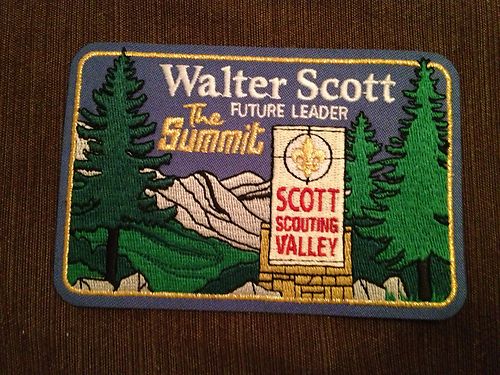 Walter Scott
FUTURE LEADER
The
Summit
SCOTT
SCOUTING
VALLEY